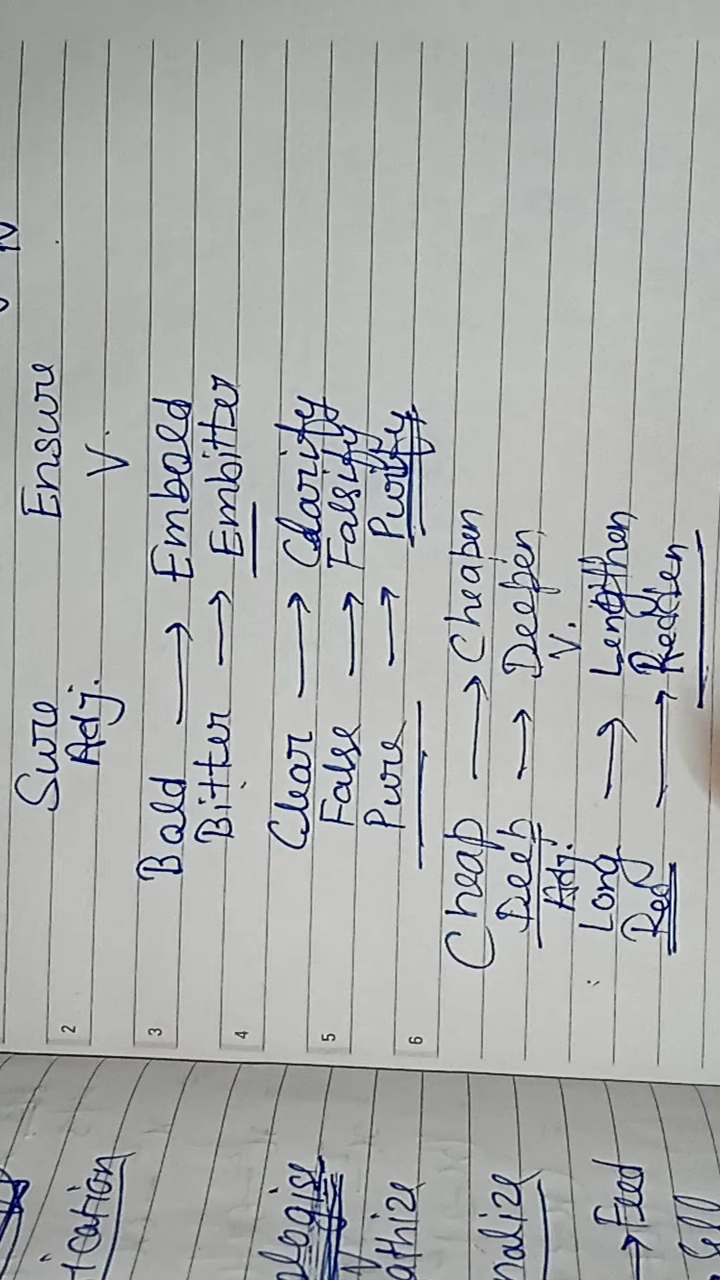 Sure Ensure
Adj. V.
Bold → Embold
Bitter → Embitter
Clear → Clarify
False → Falsify
Pure → Purify
Cheap → Cheapen
Deep → Deepen
Adj. V.
Long → Lengthen
Red → Redden
2
3
4
5
6
ication
alize
→ Feed